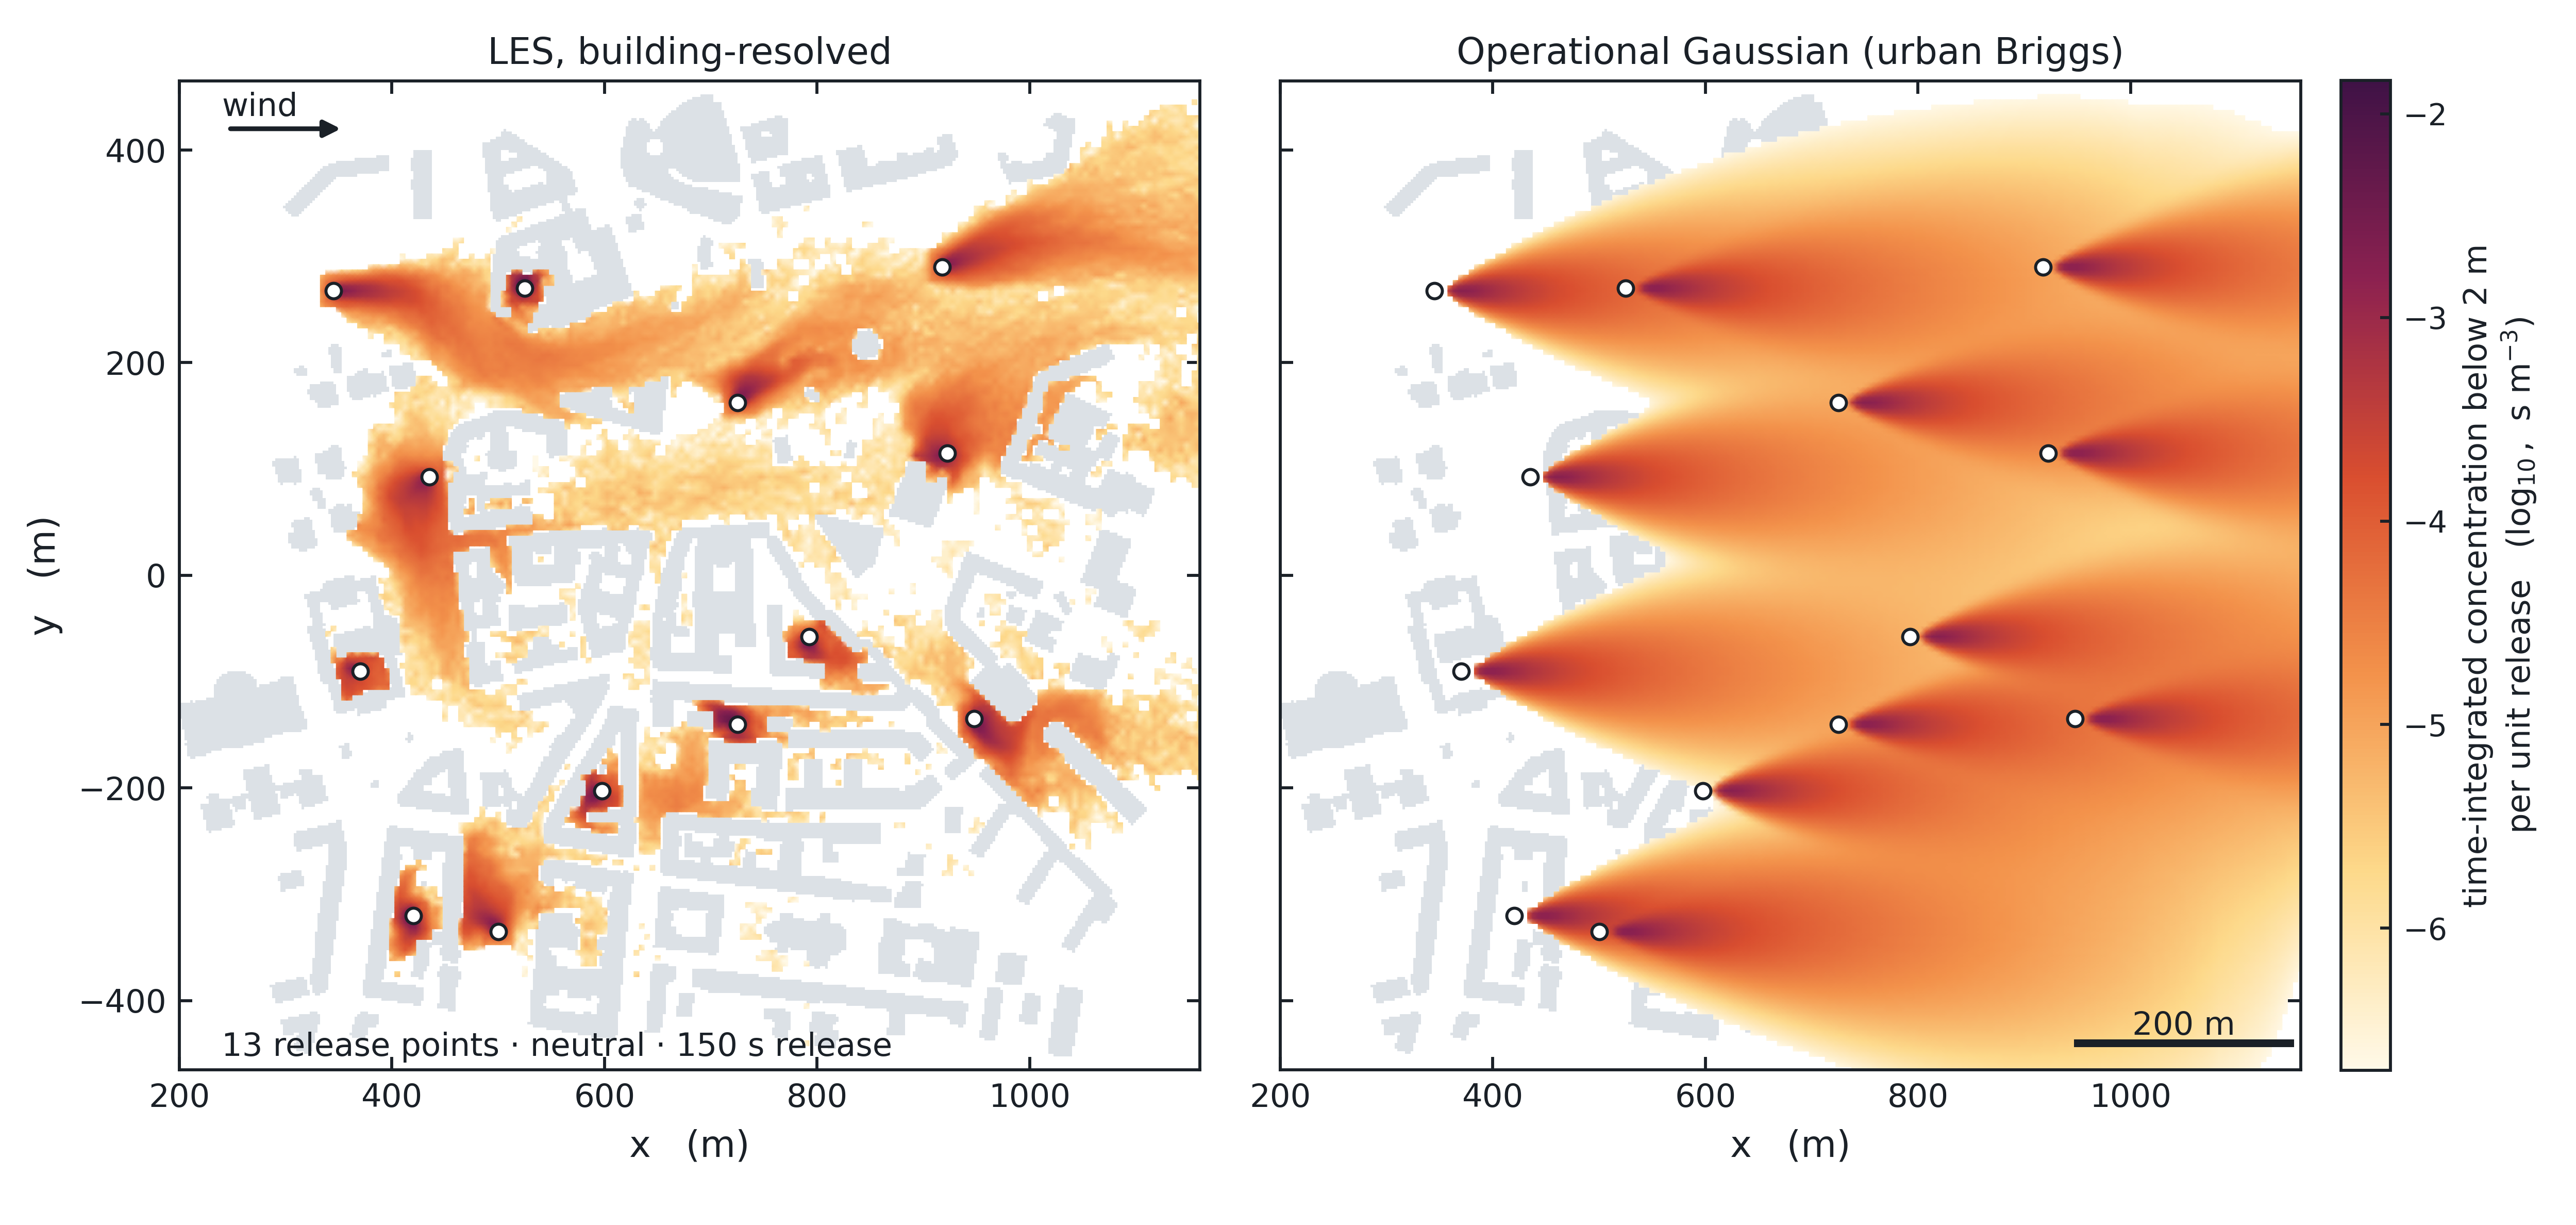 LES, building-resolved
Operational Gaussian (urban Briggs)
wind
400
200
0
−200
−400
y (m)
13 release points · neutral · 150 s release
200 400 600 800 1000
x (m)
200 m
200 400 600 800 1000
x (m)
−2
−3
−4
−5
−6
time-integrated concentration below 2 m
per unit release (log₁₀, s m⁻³)